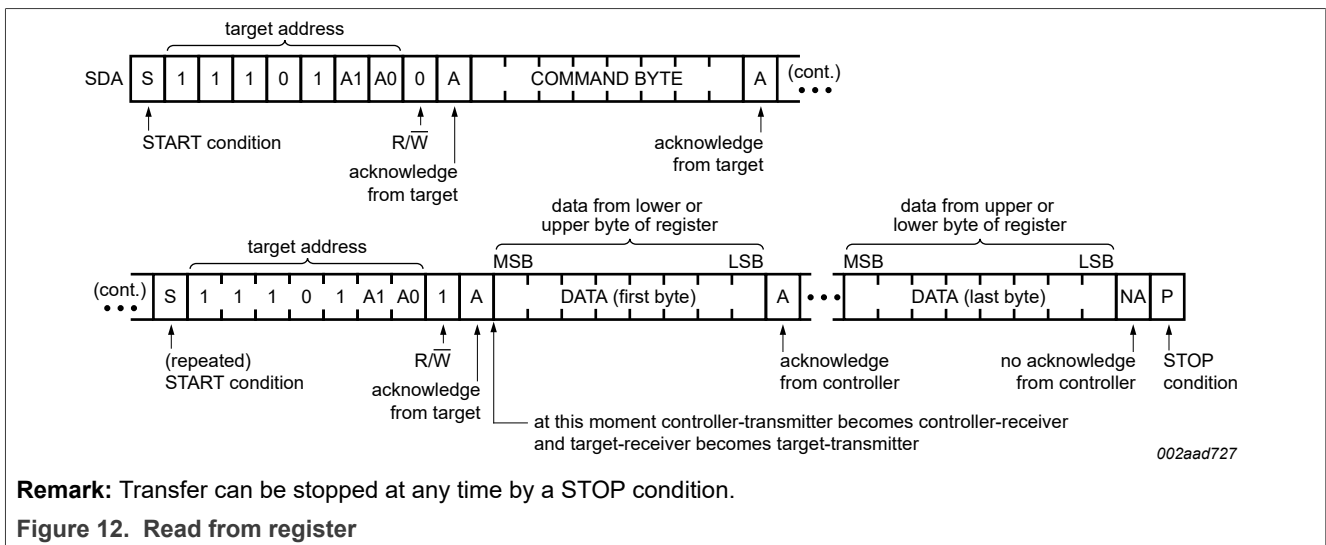 target address
SDA S 1 1 1 0 1 A1 A0 0 A COMMAND BYTE A (cont.)
START condition R/W̅ acknowledge from target acknowledge from target
data from lower or upper byte of register data from upper or lower byte of register
target address MSB LSB MSB LSB
(cont.) S 1 1 1 0 1 A1 A0 1 A DATA (first byte) A DATA (last byte) NA P
(repeated) START condition R/W̅ acknowledge from target acknowledge from controller no acknowledge from controller STOP condition
at this moment controller-transmitter becomes controller-receiver
and target-receiver becomes target-transmitter
002aad727
Remark: Transfer can be stopped at any time by a STOP condition.
Figure 12. Read from register